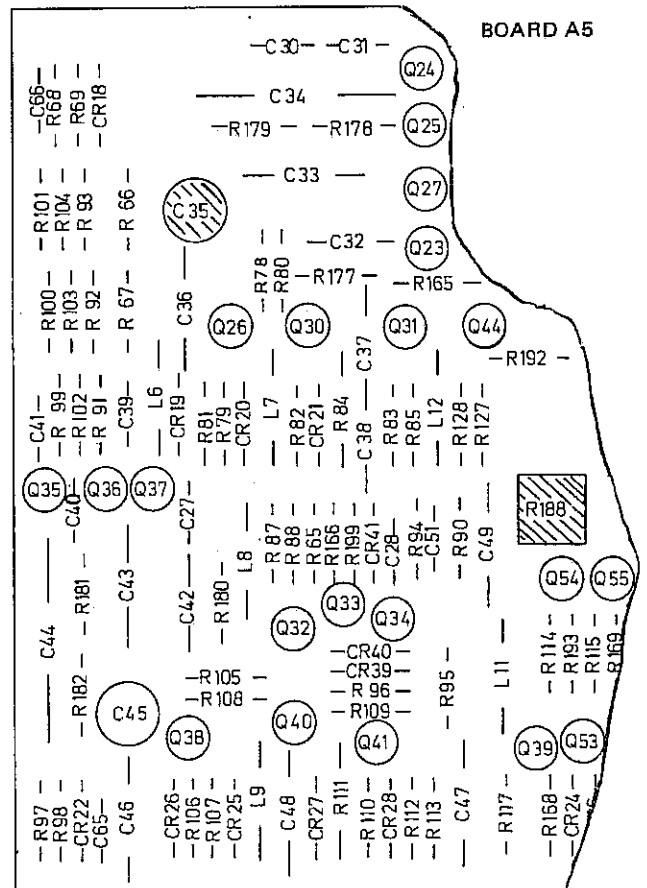 BOARD A5
C30 C31
Q24
C66 R68 R69 CR18
C34
R179 R178 Q25
C33
R101 R104 R93 R66
C35
Q27
C32 Q23
R78 R80
R177 R165
R100 R103 R92 R67 C36
Q26 Q30 Q31 Q44
C37
R192
C41 R99 R102 R91 C39 L6 CR19 R81 R79 CR20 L7 R82 CR21 R84 C38 R83 R85 L12 R128 R127
Q35 Q36 Q37
C40
R188
C27
R87 R88 R65 R166 R199 CR41 C28 R94 C51 R90 C49
L8
R181 C43 C42 R180
Q54 Q55
Q33
Q32 Q34
C44
R114 R193 R115 R169
CR40
CR39
R105 R96
R108 R109
R182 R95 L11
C45
Q38 Q40 Q41 Q39 Q53
R97 R98 CR22 C65 C46 CR26 R106 R107 CR25 L9 C48 CR27 R111 R110 CR28 R112 R113 C47 R117 R168 CR24